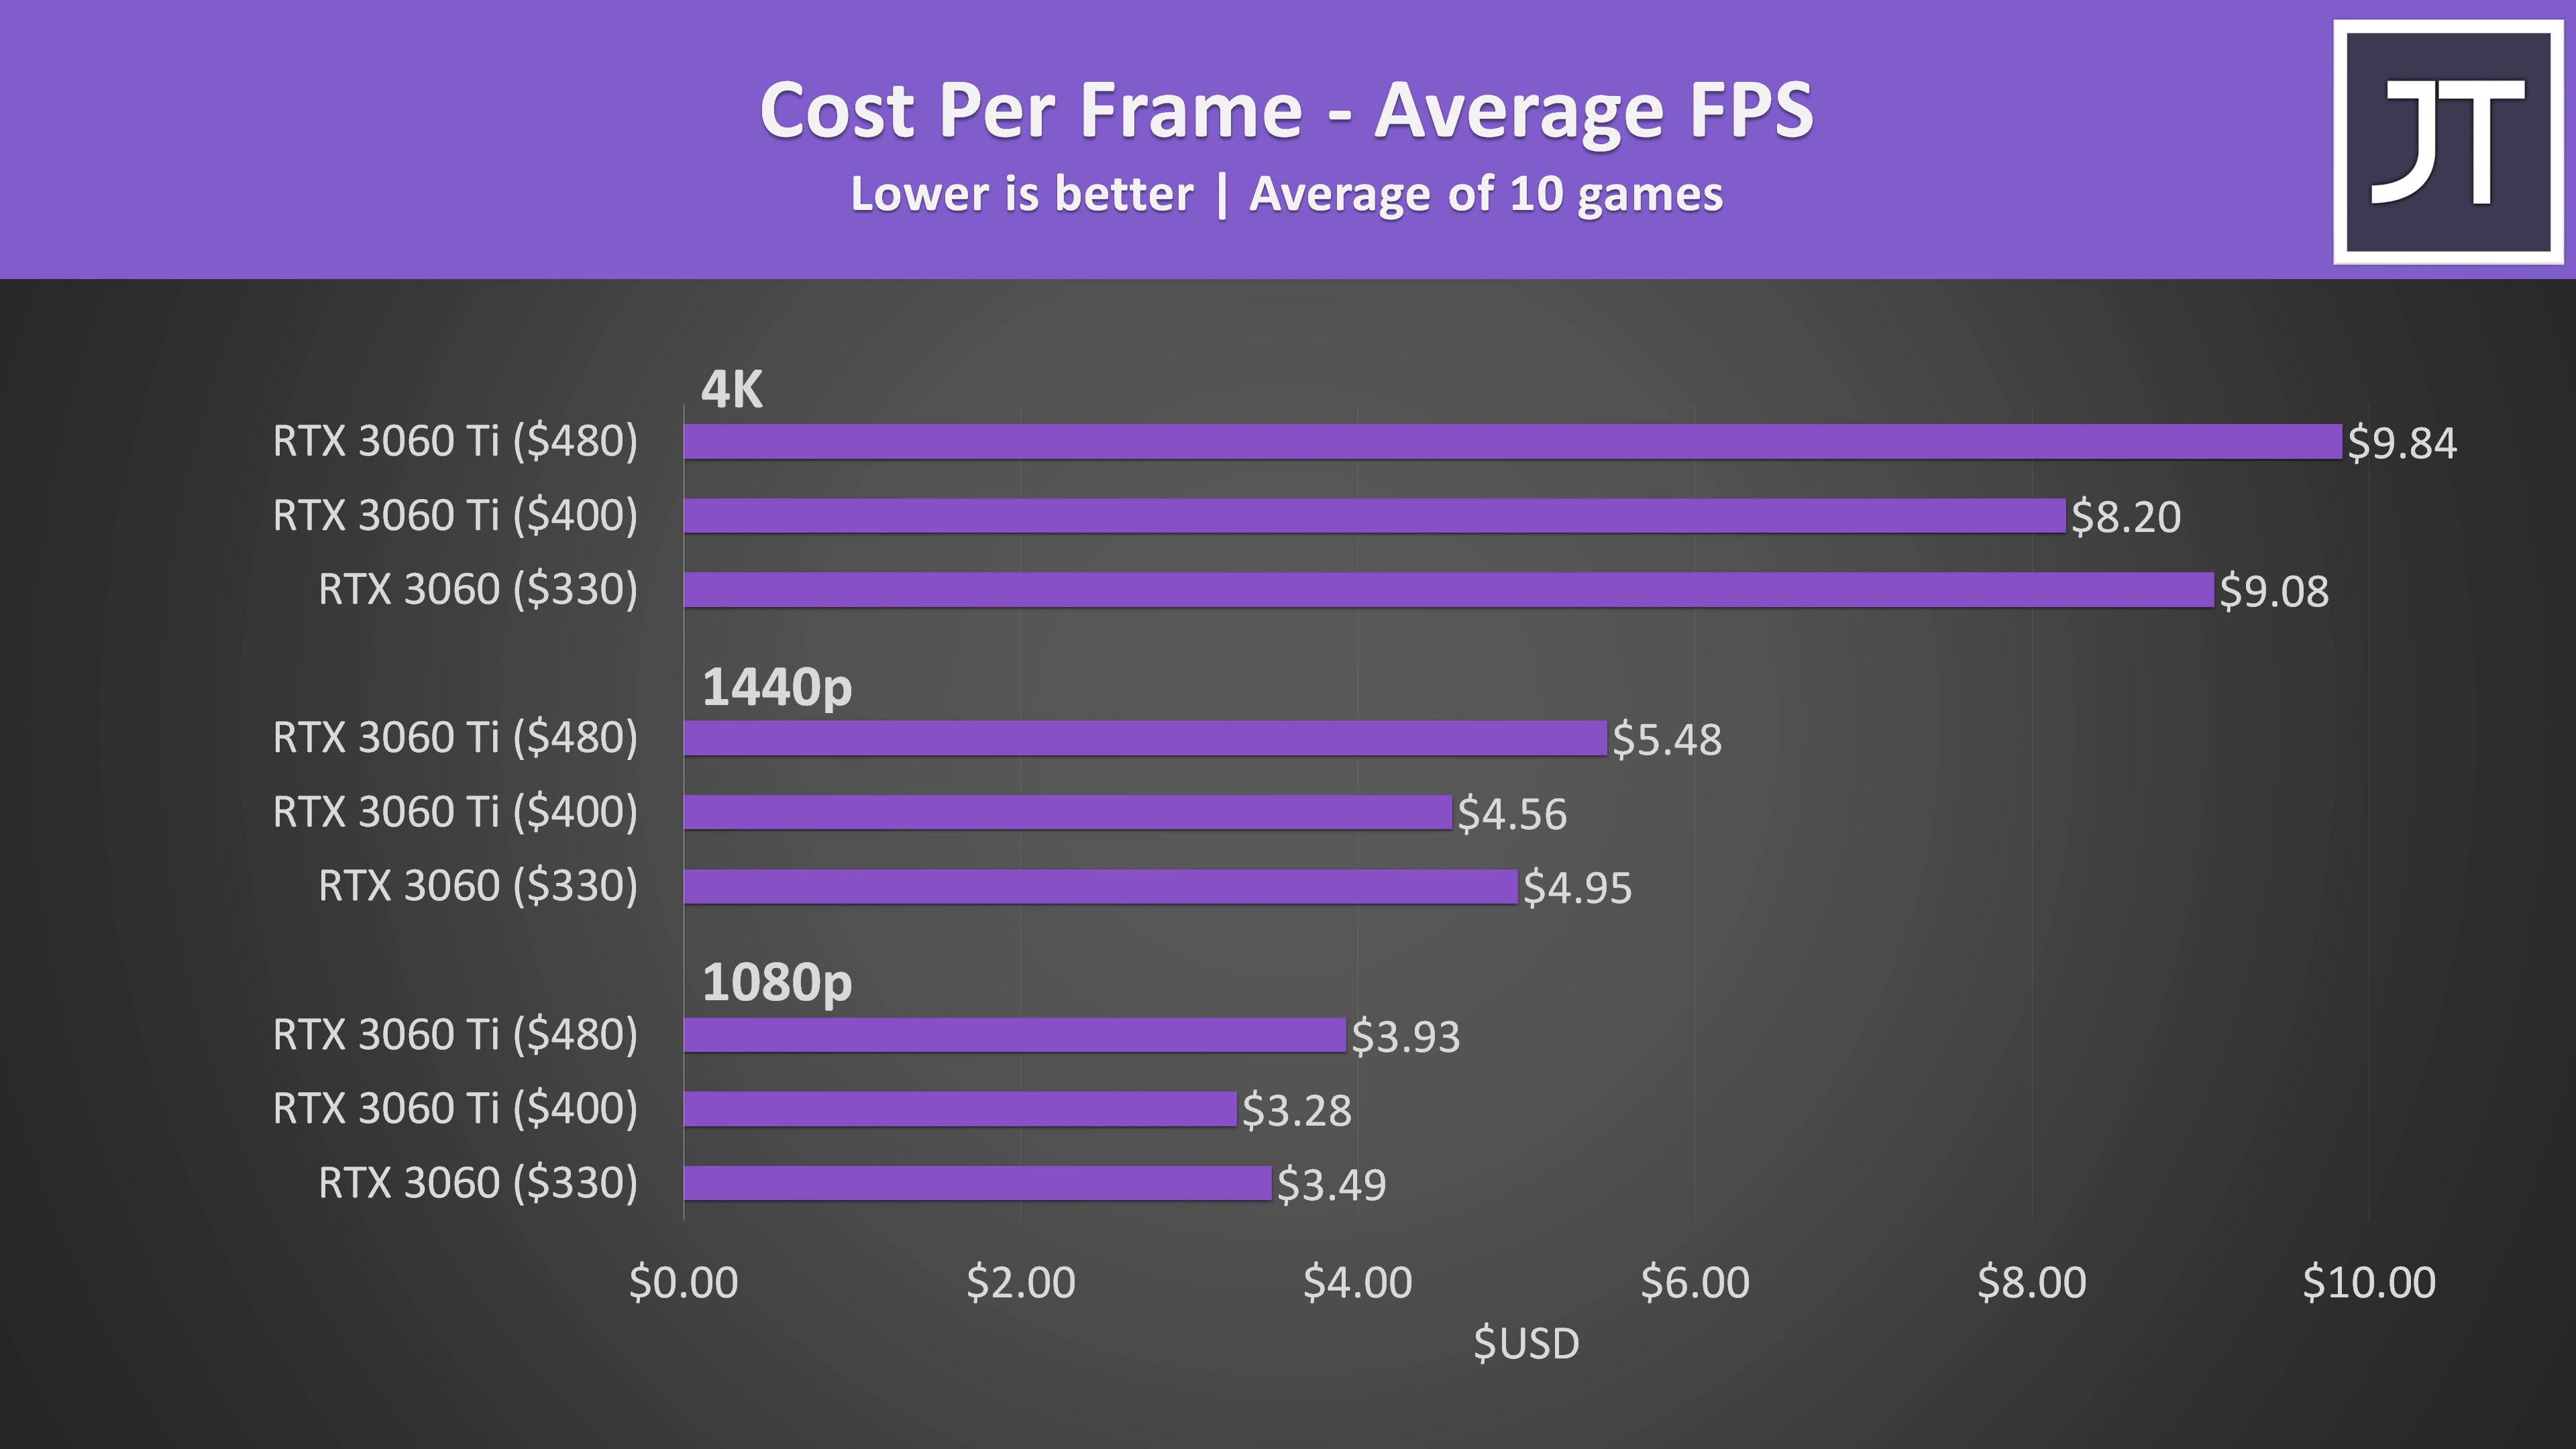 Cost Per Frame - Average FPS
Lower is better | Average of 10 games
JT
4K
RTX 3060 Ti ($480) $9.84
RTX 3060 Ti ($400) $8.20
RTX 3060 ($330) $9.08
1440p
RTX 3060 Ti ($480) $5.48
RTX 3060 Ti ($400) $4.56
RTX 3060 ($330) $4.95
1080p
RTX 3060 Ti ($480) $3.93
RTX 3060 Ti ($400) $3.28
RTX 3060 ($330) $3.49
$0.00 $2.00 $4.00 $6.00 $8.00 $10.00
$USD